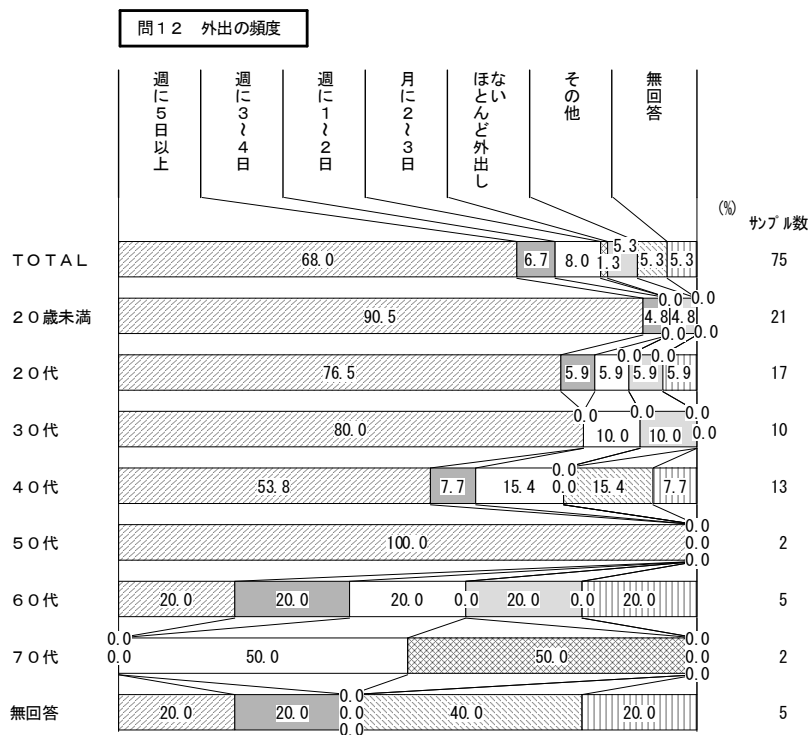 問１２　外出の頻度
週に５日以上
週に３～４日
週に１～２日
月に２～３日
ほとんど外出し
ない
その他
無回答
(%)
ｻﾝﾌﾟﾙ数
ＴＯＴＡＬ 68.0 6.7 8.0 1.3 5.3 5.3 5.3 75
２０歳未満 90.5 0.0 4.8 4.8 0.0 0.0 0.0 21
２０代 76.5 5.9 5.9 0.0 5.9 0.0 5.9 17
３０代 80.0 0.0 10.0 0.0 10.0 0.0 0.0 10
４０代 53.8 7.7 15.4 0.0 0.0 15.4 7.7 13
５０代 100.0 0.0 0.0 0.0 2
６０代 20.0 20.0 20.0 0.0 20.0 0.0 20.0 5
７０代 0.0 0.0 50.0 50.0 0.0 0.0 0.0 2
無回答 20.0 20.0 0.0 0.0 0.0 40.0 20.0 5